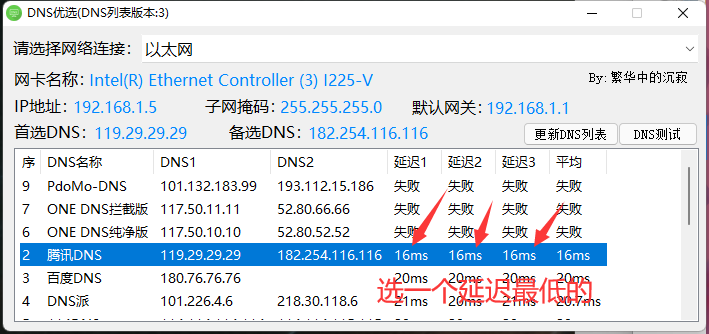 DNS优选(DNS列表版本:3)
请选择网络连接: 以太网
网卡名称: Intel(R) Ethernet Controller (3) I225-V By: 繁华中的沉寂
IP地址: 192.168.1.5 子网掩码: 255.255.255.0 默认网关: 192.168.1.1
首选DNS: 119.29.29.29 备选DNS: 182.254.116.116 更新DNS列表 DNS测试
序 DNS名称 DNS1 DNS2 延迟1 延迟2 延迟3 平均
9 PdoMo-DNS 101.132.183.99 193.112.15.186 失败 失败 失败 失败
7 ONE DNS拦截版 117.50.11.11 52.80.66.66 失败 失败 失败 失败
6 ONE DNS纯净版 117.50.10.10 52.80.52.52 失败 失败 失败 失败
2 腾讯DNS 119.29.29.29 182.254.116.116 16ms 16ms 16ms 16ms
3 百度DNS 180.76.76.76 20ms 20ms 20ms 20ms
选一个延迟最低的
4 DNS派 101.226.4.6 218.30.118.6 21ms 20ms 21ms 20.7ms